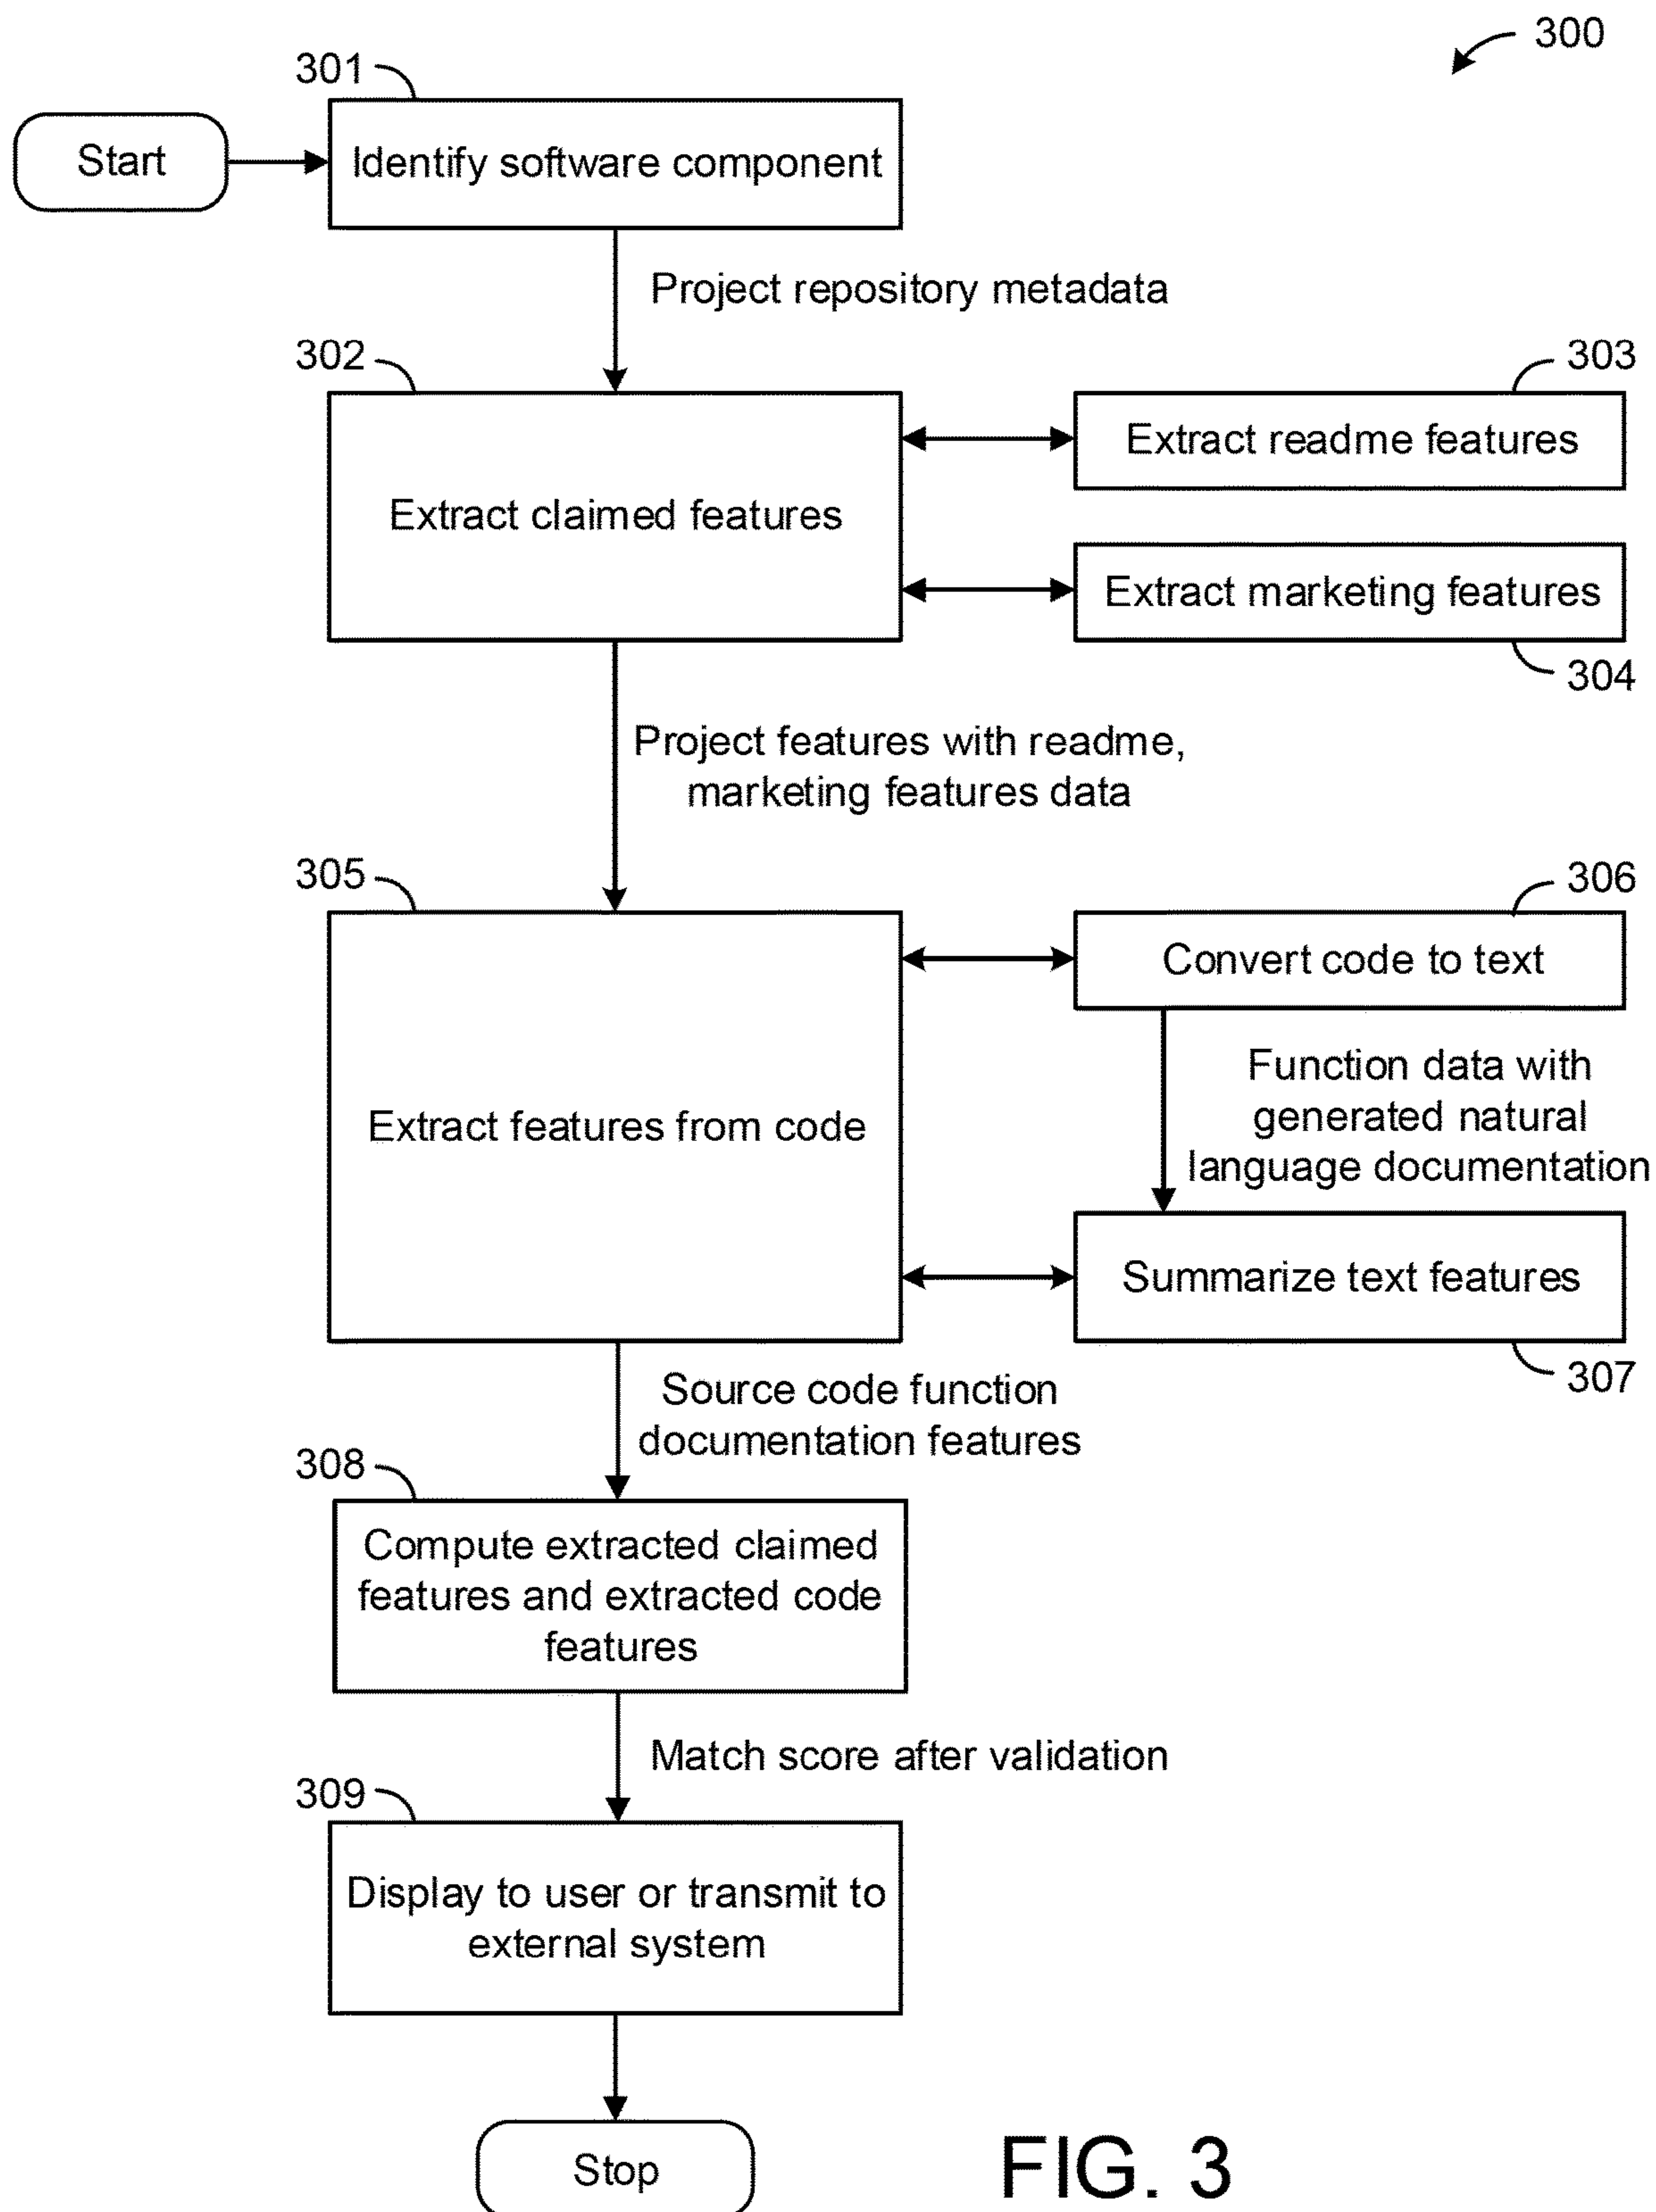 300
301
Start
Identify software component
Project repository metadata
302
303
Extract readme features
Extract claimed features
Extract marketing features
304
Project features with readme,
marketing features data
305
306
Convert code to text
Function data with
generated natural
language documentation
Extract features from code
Summarize text features
307
Source code function
documentation features
308
Compute extracted claimed
features and extracted code
features
Match score after validation
309
Display to user or transmit to
external system
Stop
FIG. 3